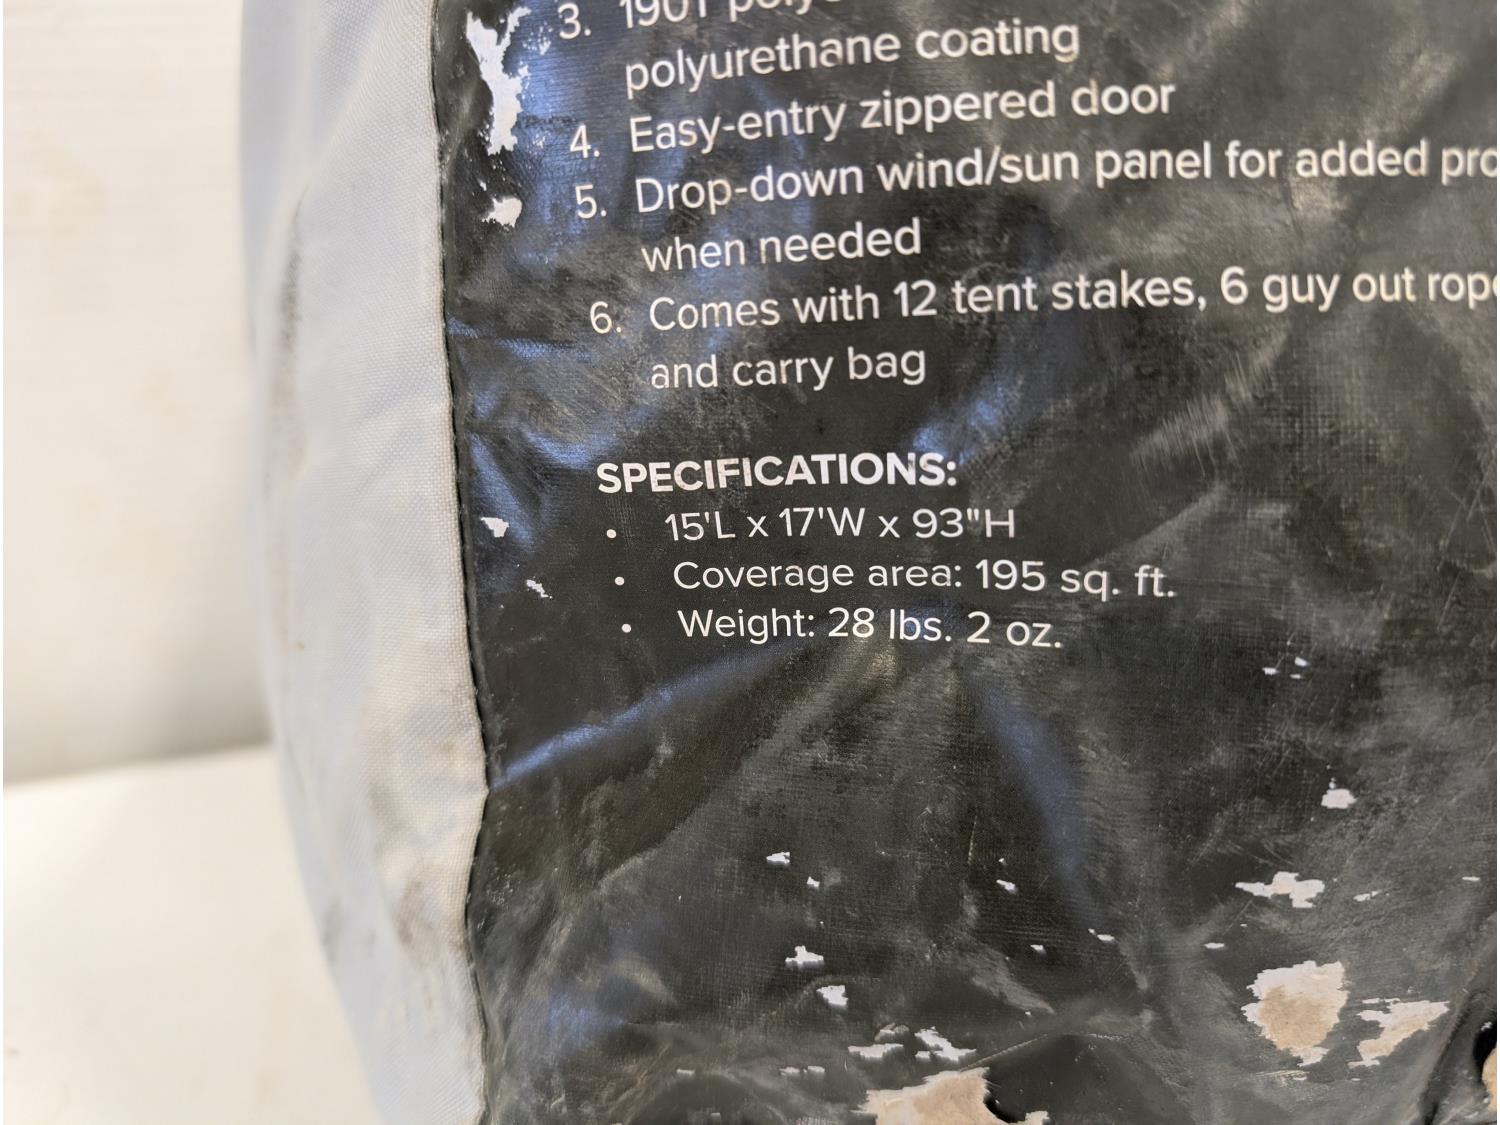 3. 190T
polyurethane coating
4. Easy-entry zippered door
5. Drop-down wind/sun panel for added
when needed
6. Comes with 12 tent stakes, 6 guy out
and carry bag
SPECIFICATIONS:
• 15'L x 17'W x 93"H
• Coverage area: 195 sq. ft.
• Weight: 28 lbs. 2 oz.